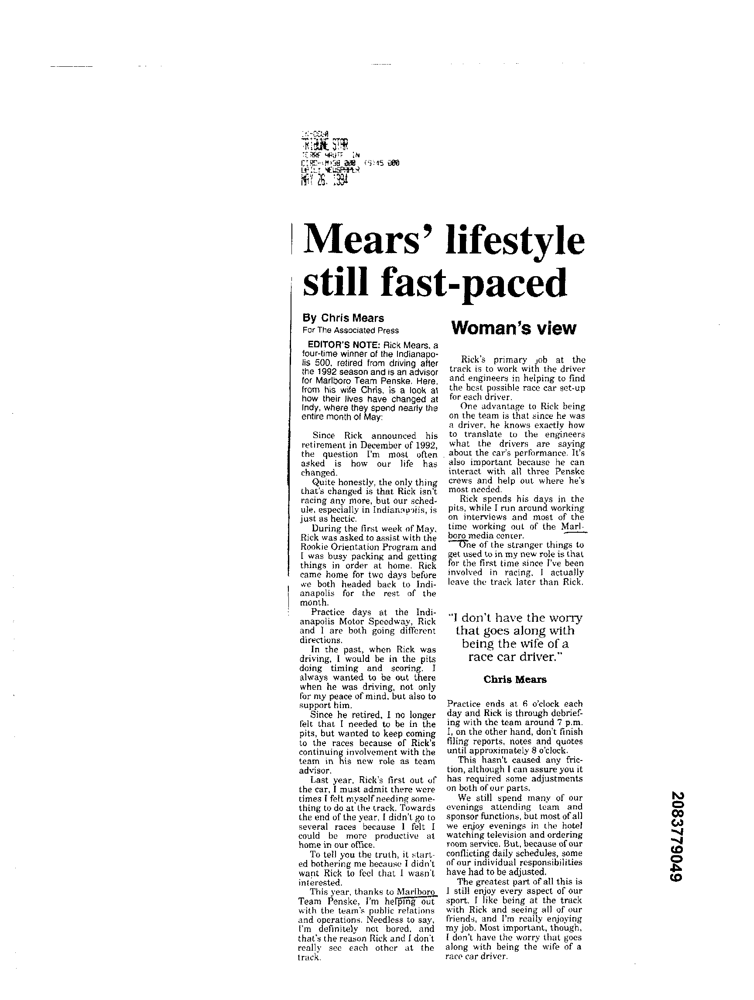 TRIBUNE STAR
TERRE HAUTE IN
DAILY NEWSPAPER
MAY 26, 1994
Mears' lifestyle
still fast-paced
By Chris Mears
For The Associated Press
EDITOR'S NOTE: Rick Mears, a
four-time winner of the Indianapo-
lis 500, retired from driving after
the 1992 season and is an advisor
for Marlboro Team Penske. Here,
from his wife Chris, is a look at
how their lives have changed at
Indy, where they spend nearly the
entire month of May:
Since Rick announced his
retirement in December of 1992,
the question I'm most often
asked is how our life has
changed.
Quite honestly, the only thing
that's changed is that Rick isn't
racing any more, but our sched-
ule, especially in Indianapolis, is
just as hectic.
During the first week of May,
Rick was asked to assist with the
Rookie Orientation Program and
I was busy packing and getting
things in order at home. Rick
came home for two days before
we both headed back to Indi-
anapolis for the rest of the
month.
Practice days at the Indi-
anapolis Motor Speedway, Rick
and I are both going different
directions.
In the past, when Rick was
driving, I would be in the pits
doing timing and scoring. I
always wanted to be out there
when he was driving, not only
for my peace of mind, but also to
support him.
Since he retired, I no longer
felt that I needed to be in the
pits, but wanted to keep coming
to the races because of Rick's
continuing involvement with the
team in his new role as team
advisor.
Last year, Rick's first out of
the car, I must admit there were
times I felt myself needing some-
thing to do at the track. Towards
the end of the year, I didn't go to
several races because I felt I
could be more productive at
home in our office.
To tell you the truth, it start-
ed bothering me because I didn't
want Rick to feel that I wasn't
interested.
This year, thanks to Marlboro
Team Penske, I'm helping out
with the team's public relations
and operations. Needless to say,
I'm definitely not bored, and
that's the reason Rick and I don't
really see each other at the
track.
Woman's view
Rick's primary job at the
track is to work with the driver
and engineers in helping to find
the best possible race car set-up
for each driver.
One advantage to Rick being
on the team is that since he was
a driver, he knows exactly how
to translate to the engineers
what the drivers are saying
about the car's performance. It's
also important because he can
interact with all three Penske
crews and help out where he's
most needed.
Rick spends his days in the
pits, while I run around working
on interviews and most of the
time working out of the Marl-
boro media center.
One of the stranger things to
get used to in my new role is that
for the first time since I've been
involved in racing, I actually
leave the track later than Rick.
"I don't have the worry
that goes along with
being the wife of a
race car driver."
Chris Mears
Practice ends at 6 o'clock each
day and Rick is through debrief-
ing with the team around 7 p.m.
I, on the other hand, don't finish
filing reports, notes and quotes
until approximately 8 o'clock.
This hasn't caused any fric-
tion, although I can assure you it
has required some adjustments
on both of our parts.
We still spend many of our
evenings attending team and
sponsor functions, but most of all
we enjoy evenings in the hotel
watching television and ordering
room service. But, because of our
conflicting daily schedules, some
of our individual responsibilities
have had to be adjusted.
The greatest part of all this is
I still enjoy every aspect of our
sport. I like being at the track
with Rick and seeing all of our
friends, and I'm really enjoying
my job. Most important, though,
I don't have the worry that goes
along with being the wife of a
race car driver.
2083779049